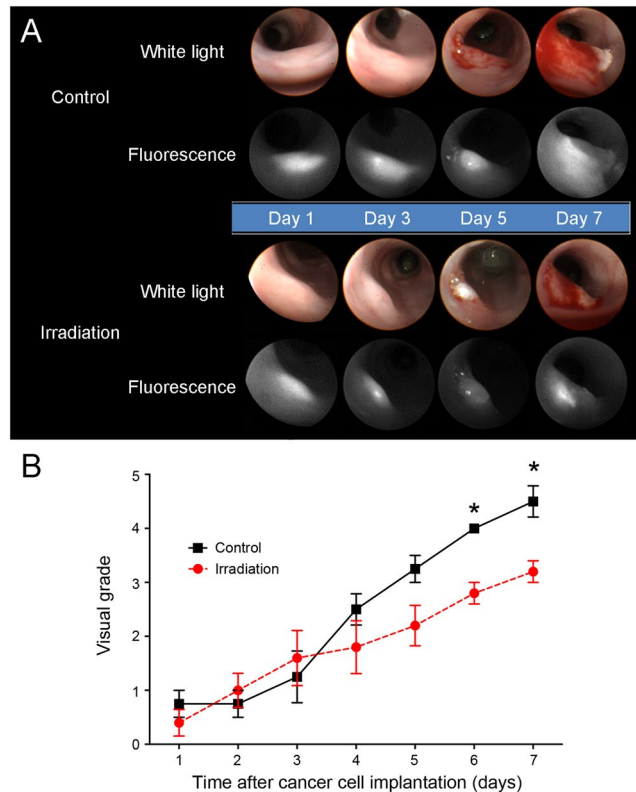 A
White light
Control
Fluorescence
Day 1 Day 3 Day 5 Day 7
White light
Irradiation
Fluorescence
B
5
4
3
2
1
0
Visual grade
* *
Control
Irradiation
1 2 3 4 5 6 7
Time after cancer cell implantation (days)